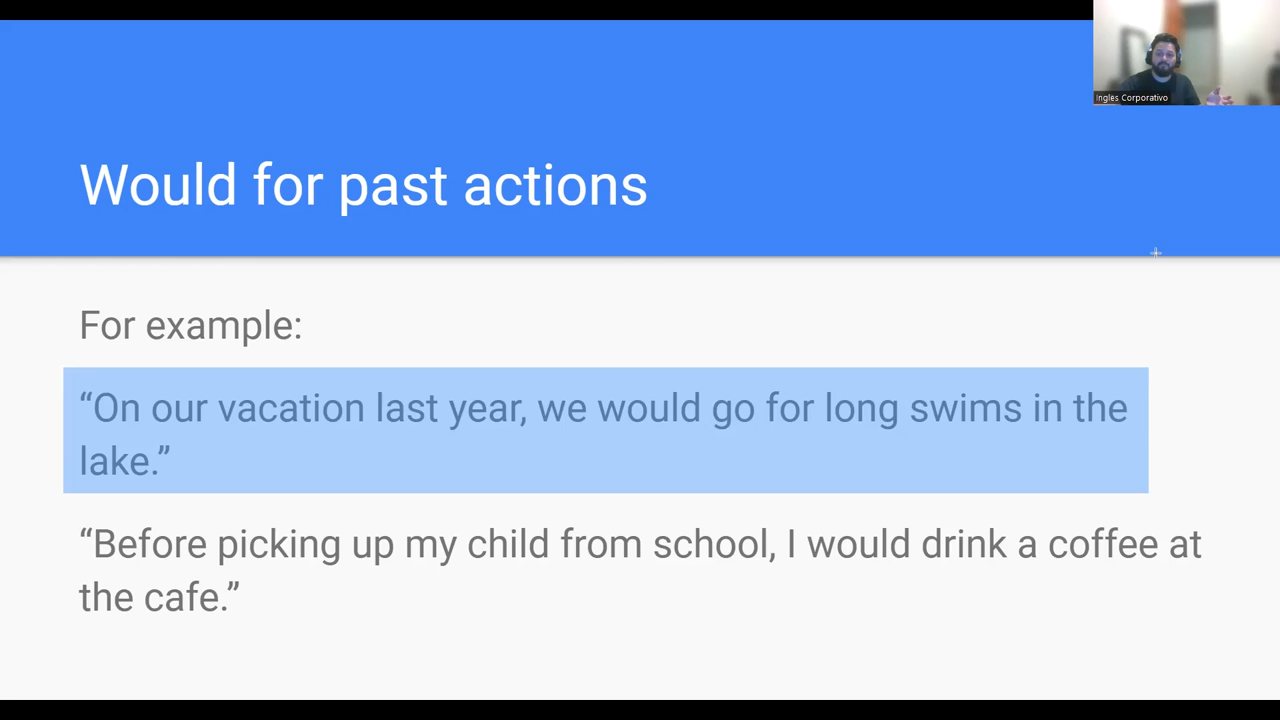 Ingles Corporativo
Would for past actions
For example:
“On our vacation last year, we would go for long swims in the
lake.”
“Before picking up my child from school, I would drink a coffee at
the cafe.”